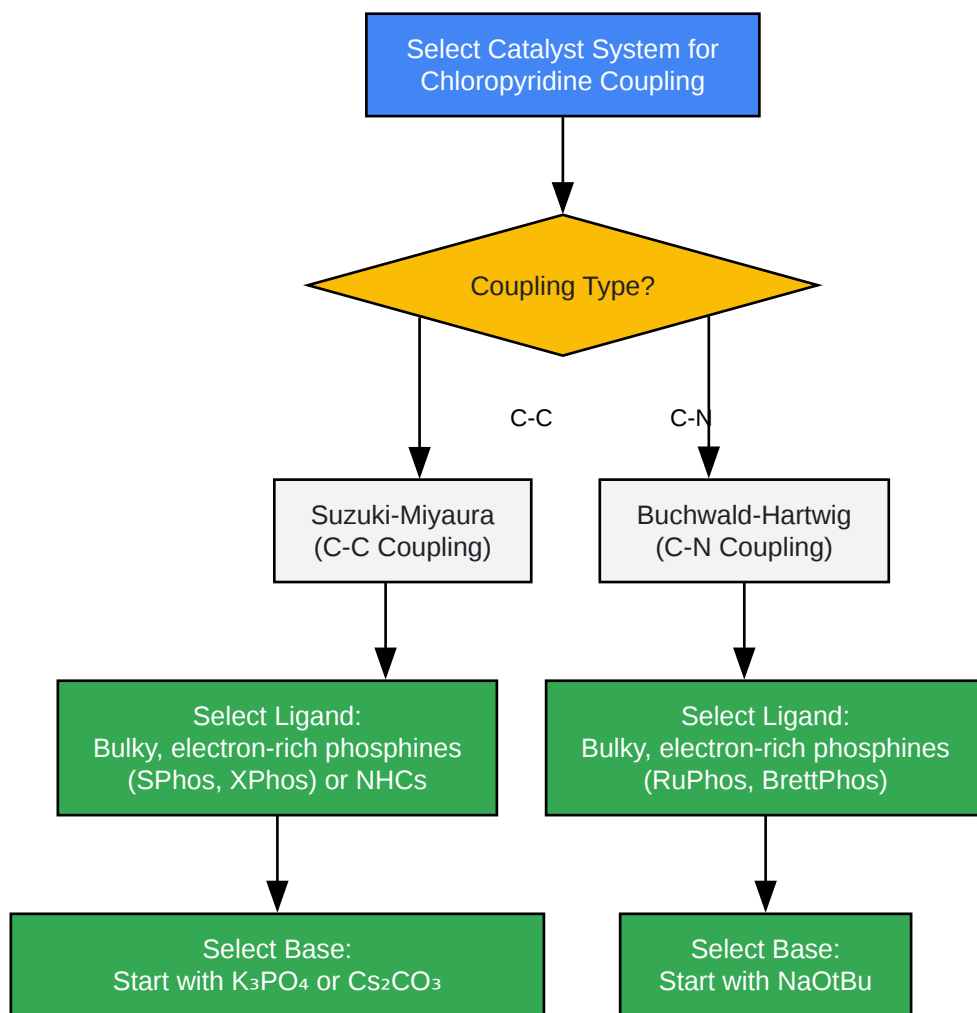 Select Catalyst System for
Chloropyridine Coupling
Coupling Type?
C-C
C-N
Suzuki-Miyaura
(C-C Coupling)
Buchwald-Hartwig
(C-N Coupling)
Select Ligand:
Bulky, electron-rich phosphines
(SPhos, XPhos) or NHCs
Select Ligand:
Bulky, electron-rich phosphines
(RuPhos, BrettPhos)
Select Base:
Start with K₃PO₄ or Cs₂CO₃
Select Base:
Start with NaOtBu